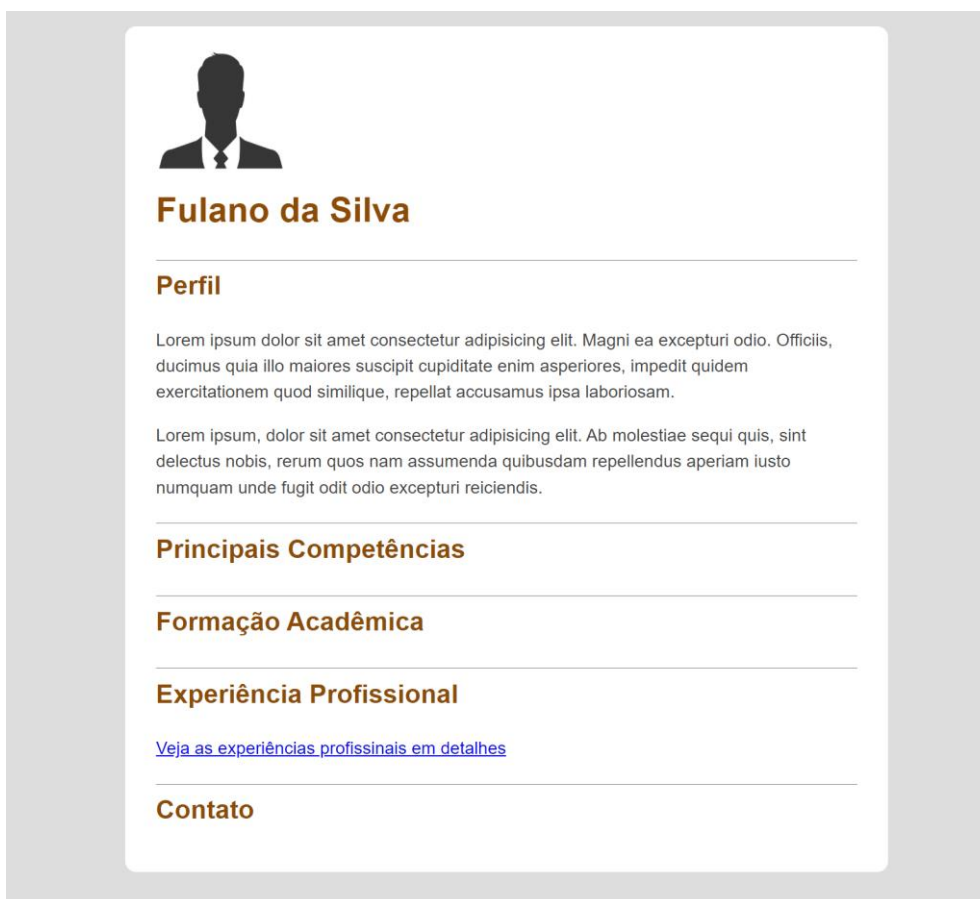 Fulano da Silva
Perfil
Lorem ipsum dolor sit amet consectetur adipisicing elit. Magni ea excepturi odio. Officiis,
ducimus quia illo maiores suscipit cupiditate enim asperiores, impedit quidem
exercitationem quod similique, repellat accusamus ipsa laboriosam.
Lorem ipsum, dolor sit amet consectetur adipisicing elit. Ab molestiae sequi quis, sint
delectus nobis, rerum quos nam assumenda quibusdam repellendus aperiam iusto
numquam unde fugit odit odio excepturi reiciendis.
Principais Competências
Formação Acadêmica
Experiência Profissional
Veja as experiências profissinais em detalhes
Contato